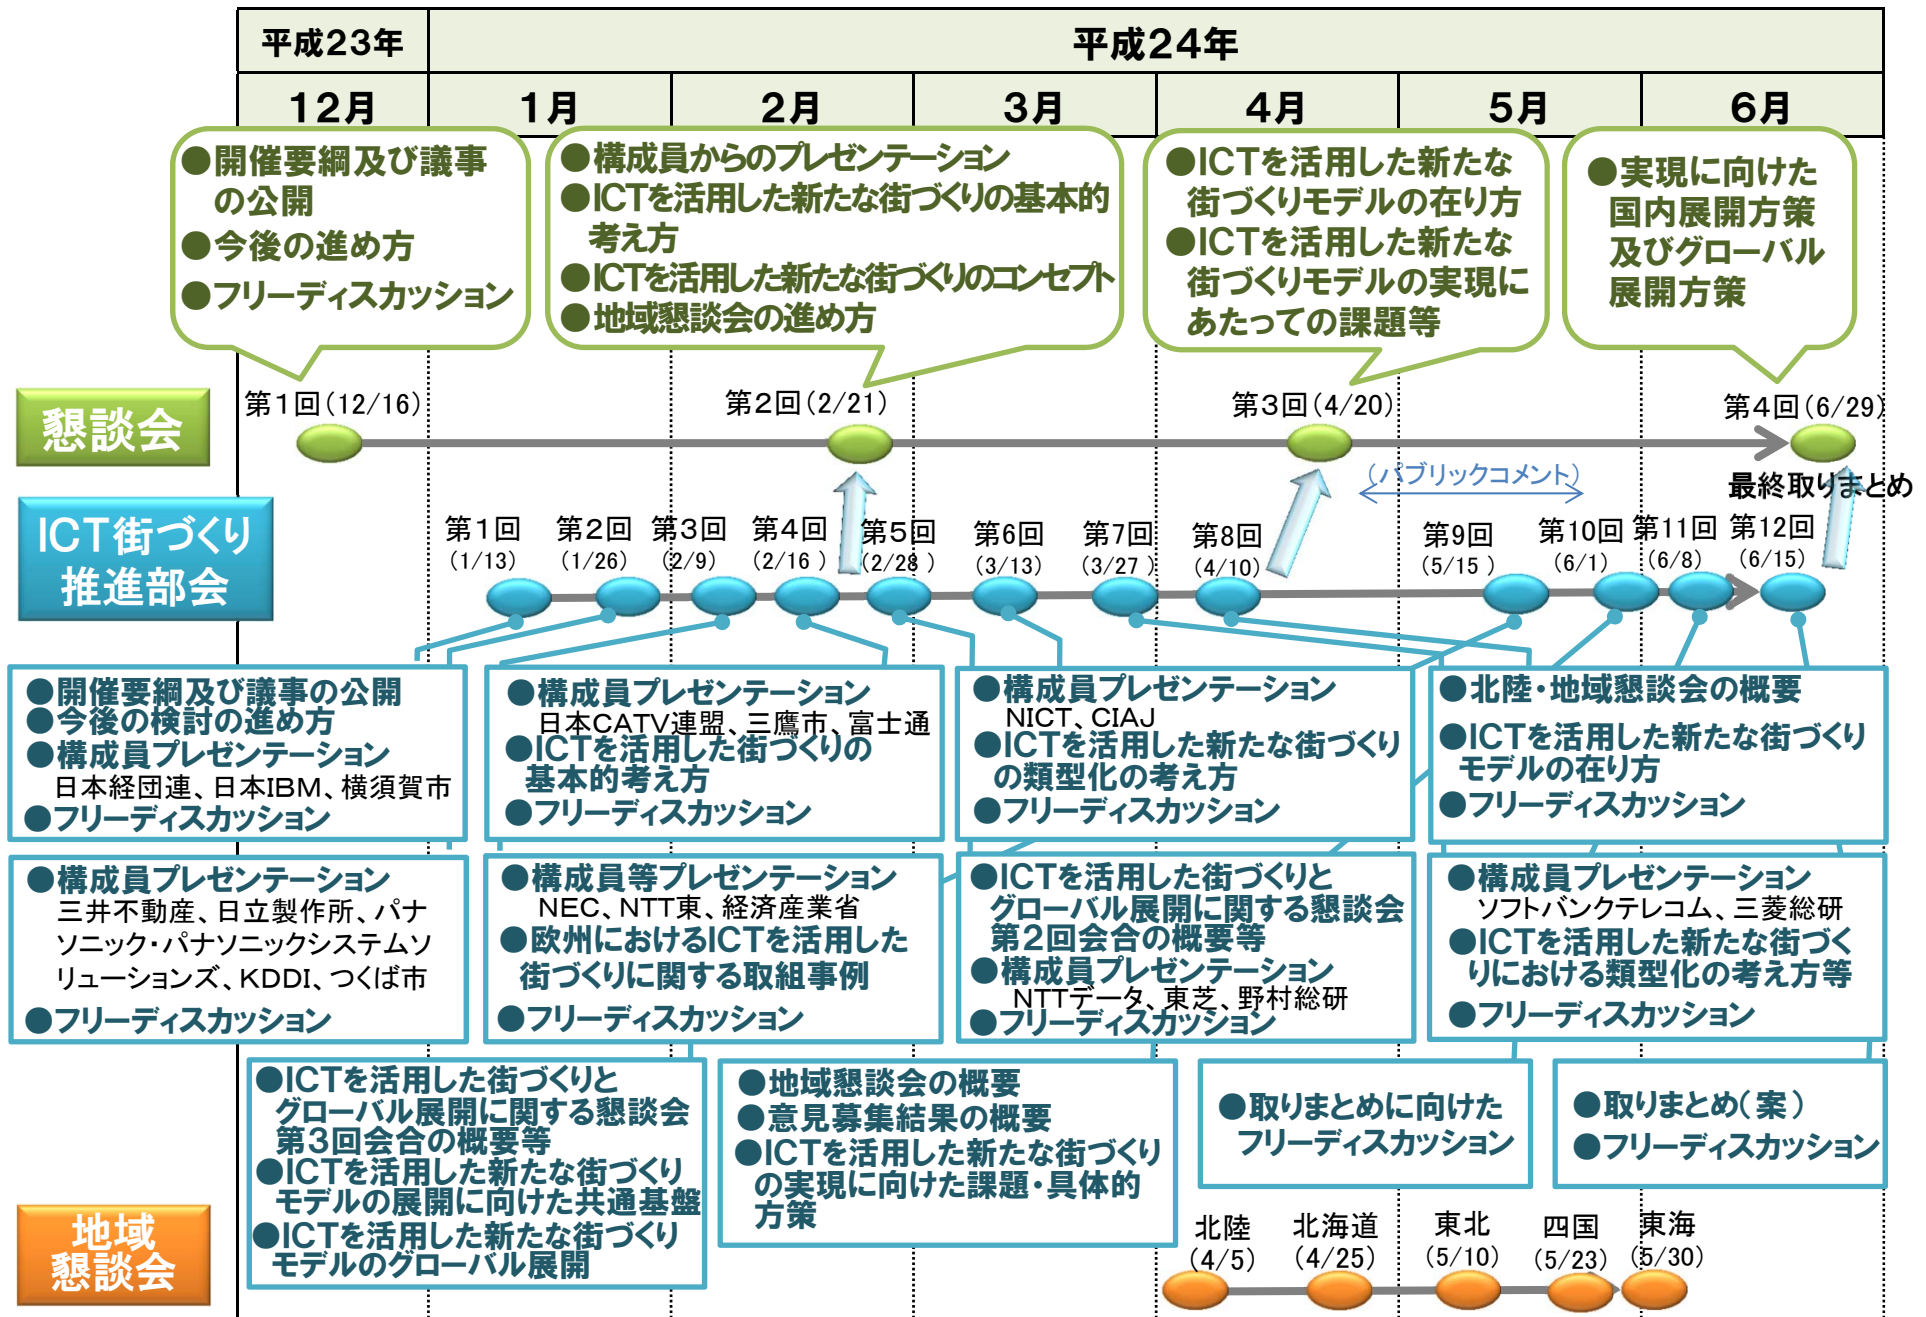 平成23年
平成24年
12月
1月
2月
3月
4月
5月
6月
●開催要綱及び議事
の公開
●今後の進め方
●フリーディスカッション
●構成員からのプレゼンテーション
●ICTを活用した新たな街づくりの基本的
考え方
●ICTを活用した新たな街づくりのコンセプト
●地域懇談会の進め方
●ICTを活用した新たな
街づくりモデルの在り方
●ICTを活用した新たな
街づくりモデルの実現に
あたっての課題等
●実現に向けた
国内展開方策
及びグローバル
展開方策
懇談会
第1回(12/16)
第2回(2/21)
第3回(4/20)
第4回(6/29)
(パブリックコメント)
最終取りまとめ
ICT街づくり
推進部会
第1回
(1/13)
第2回
(1/26)
第3回
(2/9)
第4回
(2/16 )
第5回
(2/28 )
第6回
(3/13)
第7回
(3/27 )
第8回
(4/10)
第9回
(5/15 )
第10回
(6/1)
第11回
(6/8)
第12回
(6/15)
●開催要綱及び議事の公開
●今後の検討の進め方
●構成員プレゼンテーション
日本経団連、日本IBM、横須賀市
●フリーディスカッション
●構成員プレゼンテーション
日本CATV連盟、三鷹市、富士通
●ICTを活用した街づくりの
基本的考え方
●フリーディスカッション
●構成員プレゼンテーション
NICT、CIAJ
●ICTを活用した新たな街づくり
の類型化の考え方
●フリーディスカッション
●北陸・地域懇談会の概要
●ICTを活用した新たな街づくり
モデルの在り方
●フリーディスカッション
●構成員プレゼンテーション
三井不動産、日立製作所、パナ
ソニック・パナソニックシステムソ
リューションズ、KDDI、つくば市
●フリーディスカッション
●構成員等プレゼンテーション
NEC、NTT東、経済産業省
●欧州におけるICTを活用した
街づくりに関する取組事例
●フリーディスカッション
●ICTを活用した街づくりと
グローバル展開に関する懇談会
第2回会合の概要等
●構成員プレゼンテーション
NTTデータ、東芝、野村総研
●フリーディスカッション
●構成員プレゼンテーション
ソフトバンクテレコム、三菱総研
●ICTを活用した新たな街づく
りにおける類型化の考え方等
●フリーディスカッション
●ICTを活用した街づくりと
グローバル展開に関する懇談会
第3回会合の概要等
●ICTを活用した新たな街づくり
モデルの展開に向けた共通基盤
●ICTを活用した新たな街づくり
モデルのグローバル展開
●地域懇談会の概要
●意見募集結果の概要
●ICTを活用した新たな街づくり
の実現に向けた課題・具体的
方策
●取りまとめに向けた
フリーディスカッション
●取りまとめ(案)
●フリーディスカッション
地域
懇談会
北陸
(4/5)
北海道
(4/25)
東北
(5/10)
四国
(5/23)
東海
(5/30)